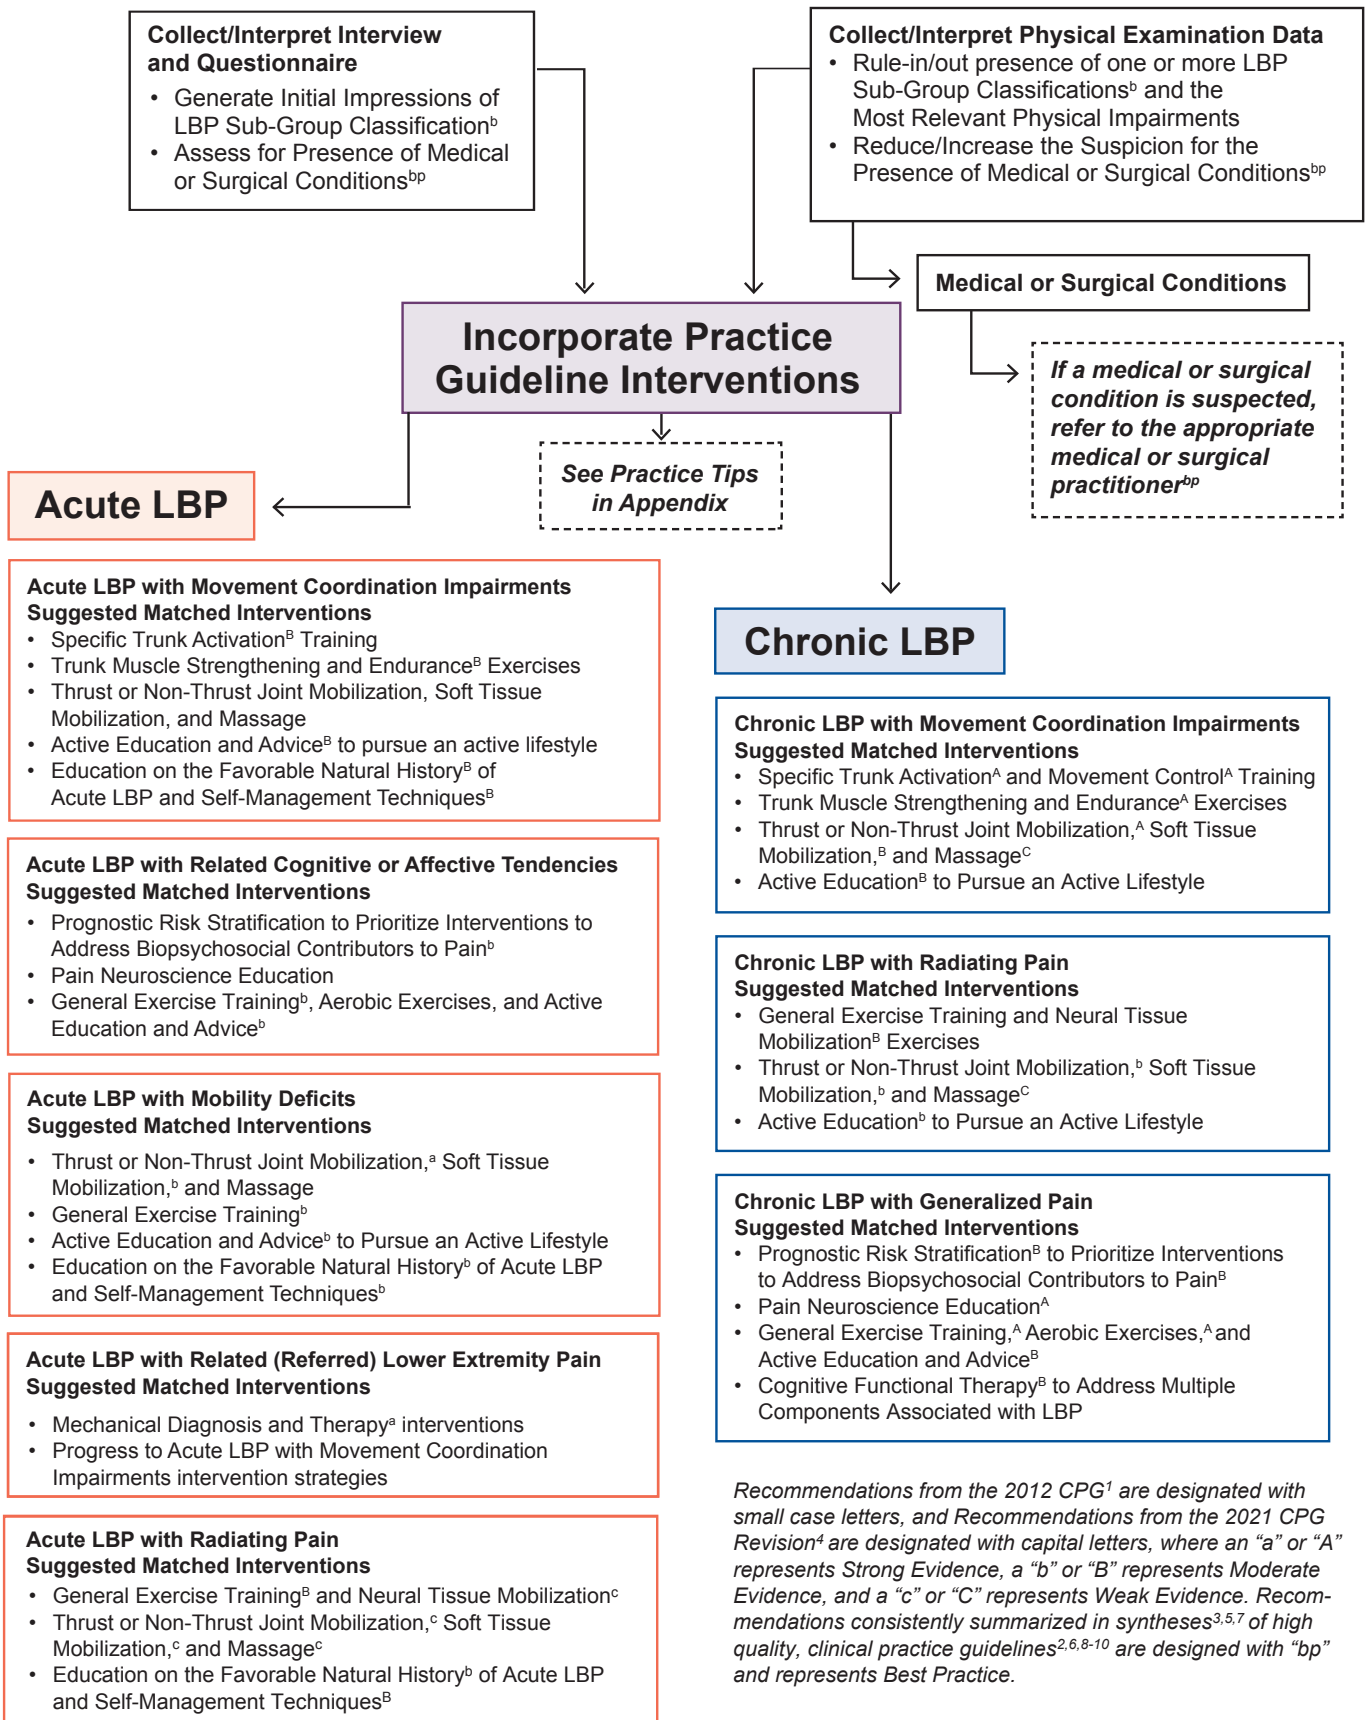 Collect/Interpret Interview
and Questionnaire
• Generate Initial Impressions of
LBP Sub-Group Classificationᵇ
• Assess for Presence of Medical
or Surgical Conditionsᵇᵖ
Collect/Interpret Physical Examination Data
• Rule-in/out presence of one or more LBP
Sub-Group Classificationsᵇ and the
Most Relevant Physical Impairments
• Reduce/Increase the Suspicion for the
Presence of Medical or Surgical Conditionsᵇᵖ
Medical or Surgical Conditions
If a medical or surgical
condition is suspected,
refer to the appropriate
medical or surgical
practitionerᵇᵖ
Incorporate Practice
Guideline Interventions
See Practice Tips
in Appendix
Acute LBP
Acute LBP with Movement Coordination Impairments
Suggested Matched Interventions
• Specific Trunk Activationᴮ Training
• Trunk Muscle Strengthening and Enduranceᴮ Exercises
• Thrust or Non-Thrust Joint Mobilization, Soft Tissue
Mobilization, and Massage
• Active Education and Adviceᴮ to pursue an active lifestyle
• Education on the Favorable Natural Historyᴮ of
Acute LBP and Self-Management Techniquesᴮ
Acute LBP with Related Cognitive or Affective Tendencies
Suggested Matched Interventions
• Prognostic Risk Stratification to Prioritize Interventions to
Address Biopsychosocial Contributors to Painᵇ
• Pain Neuroscience Education
• General Exercise Trainingᵇ, Aerobic Exercises, and Active
Education and Adviceᵇ
Acute LBP with Mobility Deficits
Suggested Matched Interventions
• Thrust or Non-Thrust Joint Mobilization,ᵃ Soft Tissue
Mobilization,ᵇ and Massage
• General Exercise Trainingᵇ
• Active Education and Adviceᵇ to Pursue an Active Lifestyle
• Education on the Favorable Natural Historyᵇ of Acute LBP
and Self-Management Techniquesᵇ
Acute LBP with Related (Referred) Lower Extremity Pain
Suggested Matched Interventions
• Mechanical Diagnosis and Therapyᵃ interventions
• Progress to Acute LBP with Movement Coordination
Impairments intervention strategies
Acute LBP with Radiating Pain
Suggested Matched Interventions
• General Exercise Trainingᴮ and Neural Tissue Mobilizationᶜ
• Thrust or Non-Thrust Joint Mobilization,ᶜ Soft Tissue
Mobilization,ᶜ and Massageᶜ
• Education on the Favorable Natural Historyᵇ of Acute LBP
and Self-Management Techniquesᴮ
Chronic LBP
Chronic LBP with Movement Coordination Impairments
Suggested Matched Interventions
• Specific Trunk Activationᴬ and Movement Controlᴬ Training
• Trunk Muscle Strengthening and Enduranceᴬ Exercises
• Thrust or Non-Thrust Joint Mobilization,ᴬ Soft Tissue
Mobilization,ᴮ and Massageꟲ
• Active Educationᴮ to Pursue an Active Lifestyle
Chronic LBP with Radiating Pain
Suggested Matched Interventions
• General Exercise Training and Neural Tissue
Mobilizationᴮ Exercises
• Thrust or Non-Thrust Joint Mobilization,ᵇ Soft Tissue
Mobilization,ᵇ and Massageꟲ
• Active Educationᵇ to Pursue an Active Lifestyle
Chronic LBP with Generalized Pain
Suggested Matched Interventions
• Prognostic Risk Stratificationᴮ to Prioritize Interventions
to Address Biopsychosocial Contributors to Painᴮ
• Pain Neuroscience Educationᴬ
• General Exercise Training,ᴬ Aerobic Exercises,ᴬ and
Active Education and Adviceᴮ
• Cognitive Functional Therapyᴮ to Address Multiple
Components Associated with LBP
Recommendations from the 2012 CPG¹ are designated with
small case letters, and Recommendations from the 2021 CPG
Revision⁴ are designated with capital letters, where an “a” or “A”
represents Strong Evidence, a “b” or “B” represents Moderate
Evidence, and a “c” or “C” represents Weak Evidence. Recom-
mendations consistently summarized in syntheses³,⁵,⁷ of high
quality, clinical practice guidelines²,⁶,⁸⁻¹⁰ are designed with “bp”
and represents Best Practice.